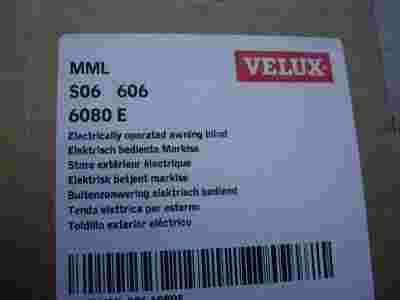 MML
VELUX
S06 606
6080 E
Electrically operated awning blind
Elektrisch bediente Markise
Store extérieur électrique
Elektrisk betjent markise
Buitenzonwering elektrisch bediend
Tenda elettrica per esterno
Toldillo exterior eléctrico